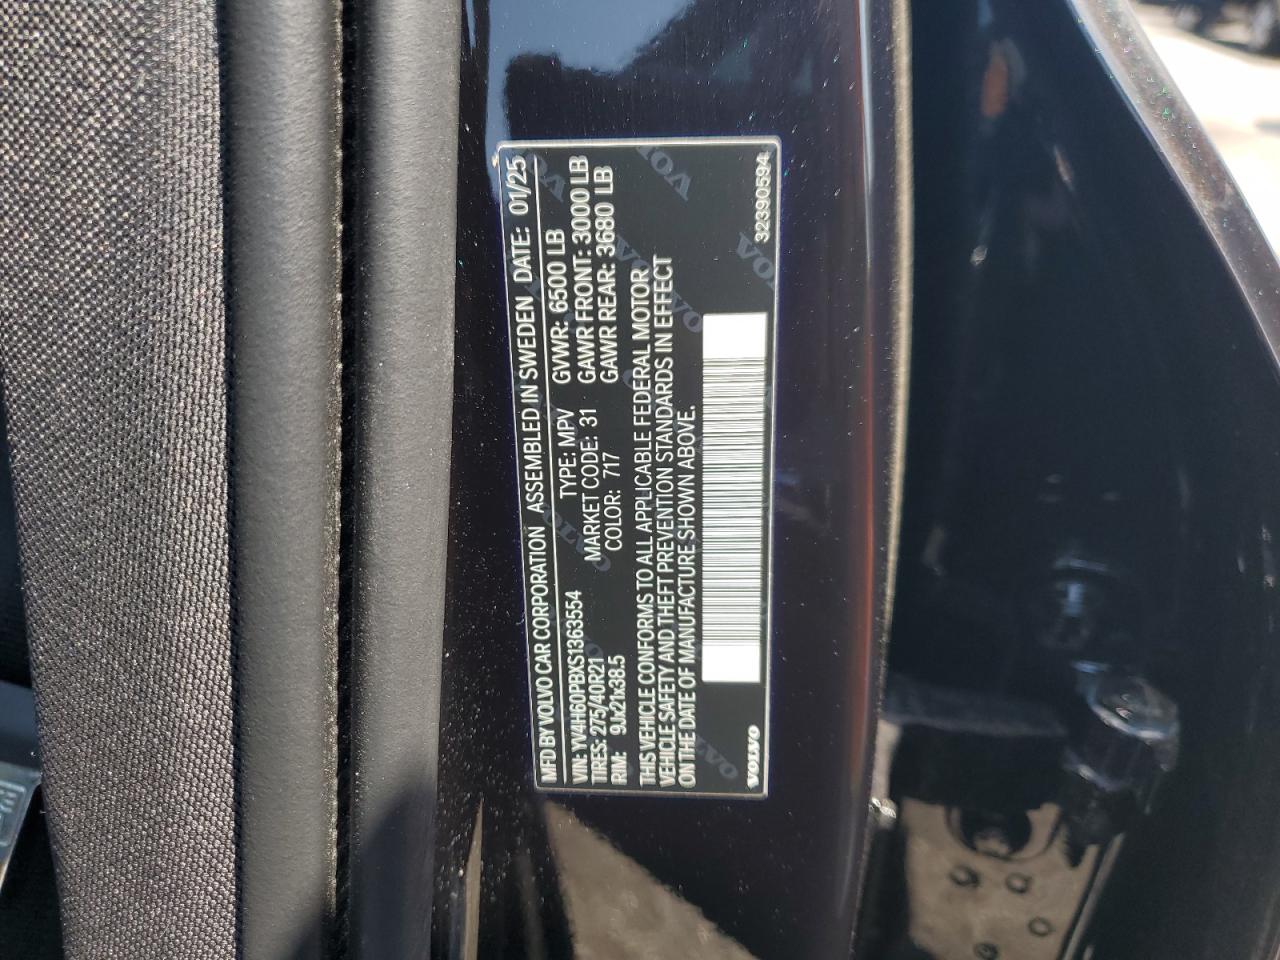 MFD BY VOLVO CAR CORPORATION ASSEMBLED IN SWEDEN DATE: 01/25
VIN: YV4H60PBXS1363554 TYPE: MPV GVWR: 6500 LB
TIRES: 275/40R21 MARKET CODE: 31 GAWR FRONT: 3000 LB
RIM: 9Jx21x38.5 COLOR: 717 GAWR REAR: 3680 LB
THIS VEHICLE CONFORMS TO ALL APPLICABLE FEDERAL MOTOR
VEHICLE SAFETY AND THEFT PREVENTION STANDARDS IN EFFECT
ON THE DATE OF MANUFACTURE SHOWN ABOVE.
VOLVO 32390594